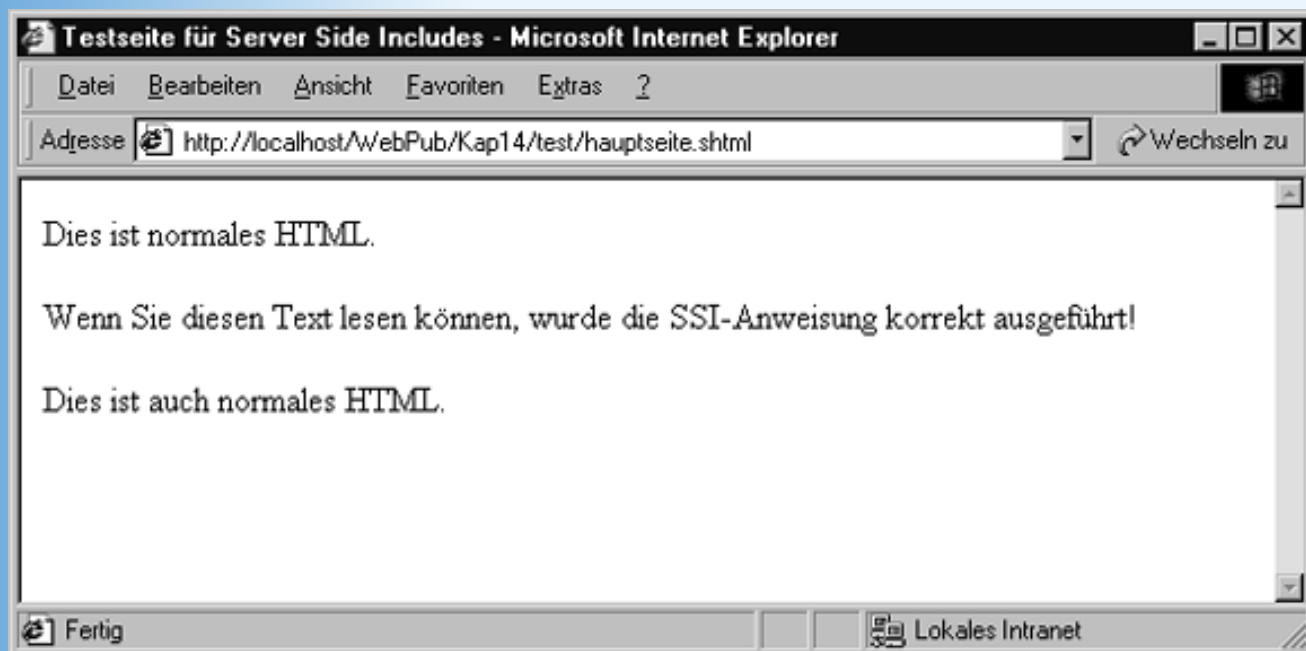 Testseite für Server Side Includes - Microsoft Internet Explorer
Datei Bearbeiten Ansicht Favoriten Extras ?
Adresse http://localhost/WebPub/Kap14/test/hauptseite.shtml Wechseln zu
Dies ist normales HTML.
Wenn Sie diesen Text lesen können, wurde die SSI-Anweisung korrekt ausgeführt!
Dies ist auch normales HTML.
Fertig Lokales Intranet